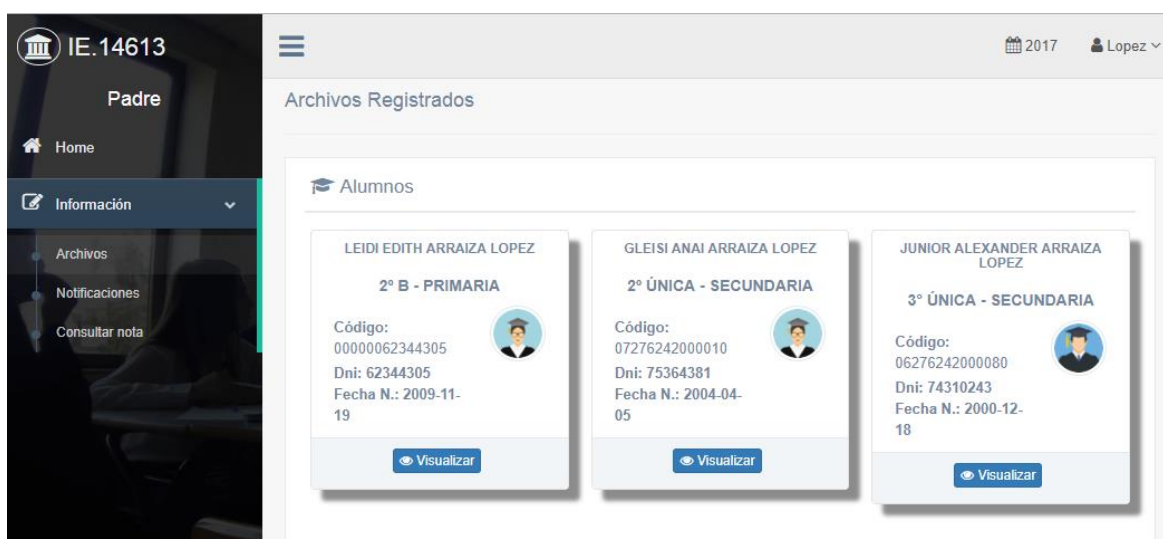 IE.14613
2017
Lopez
Padre
Home
Información
Archivos
Notificaciones
Consultar nota
Archivos Registrados
Alumnos
LEIDI EDITH ARRAIZA LOPEZ
2º B - PRIMARIA
Código:
00000062344305
Dni: 62344305
Fecha N.: 2009-11-
19
Visualizar
GLEISI ANAI ARRAIZA LOPEZ
2º ÚNICA - SECUNDARIA
Código:
07276242000010
Dni: 75364381
Fecha N.: 2004-04-
05
Visualizar
JUNIOR ALEXANDER ARRAIZA
LOPEZ
3° ÚNICA - SECUNDARIA
Código:
06276242000080
Dni: 74310243
Fecha N.: 2000-12-
18
Visualizar